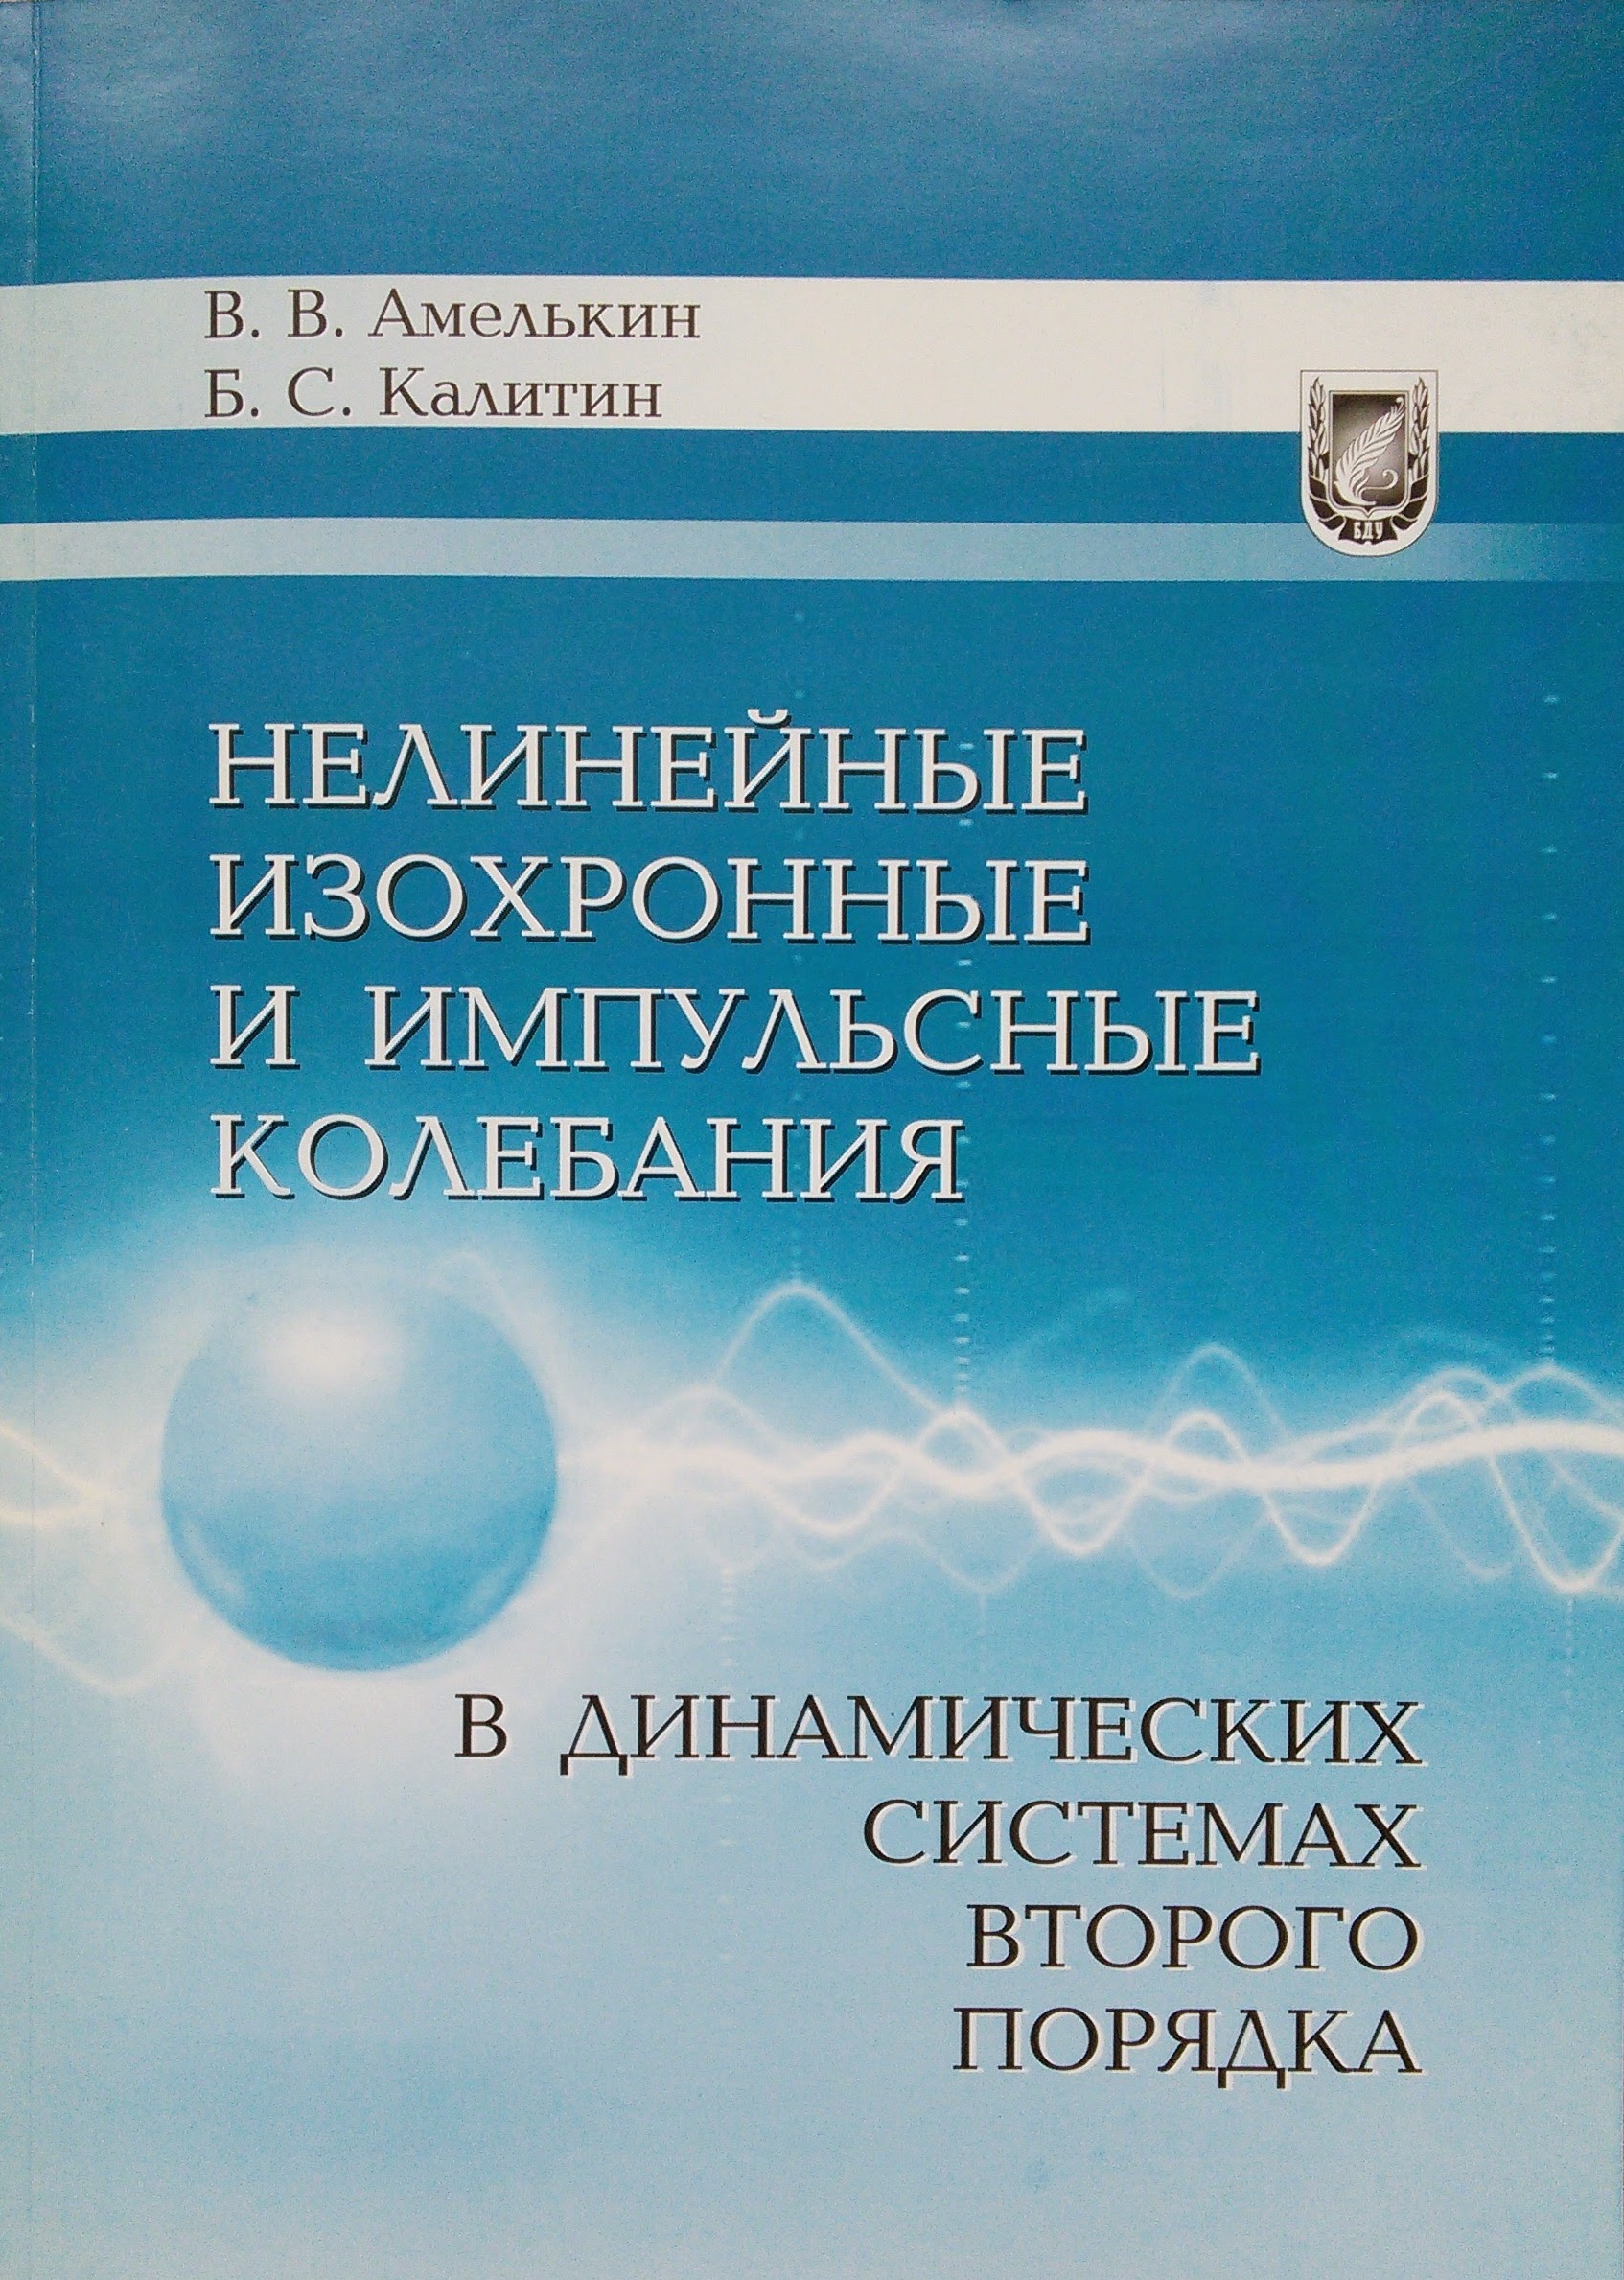 В. В. Амелькин
Б. С. Калитин
БДУ
НЕЛИНЕЙНЫЕ
ИЗОХРОННЫЕ
И ИМПУЛЬСНЫЕ
КОЛЕБАНИЯ
В ДИНАМИЧЕСКИХ
СИСТЕМАХ
ВТОРОГО
ПОРЯДКА